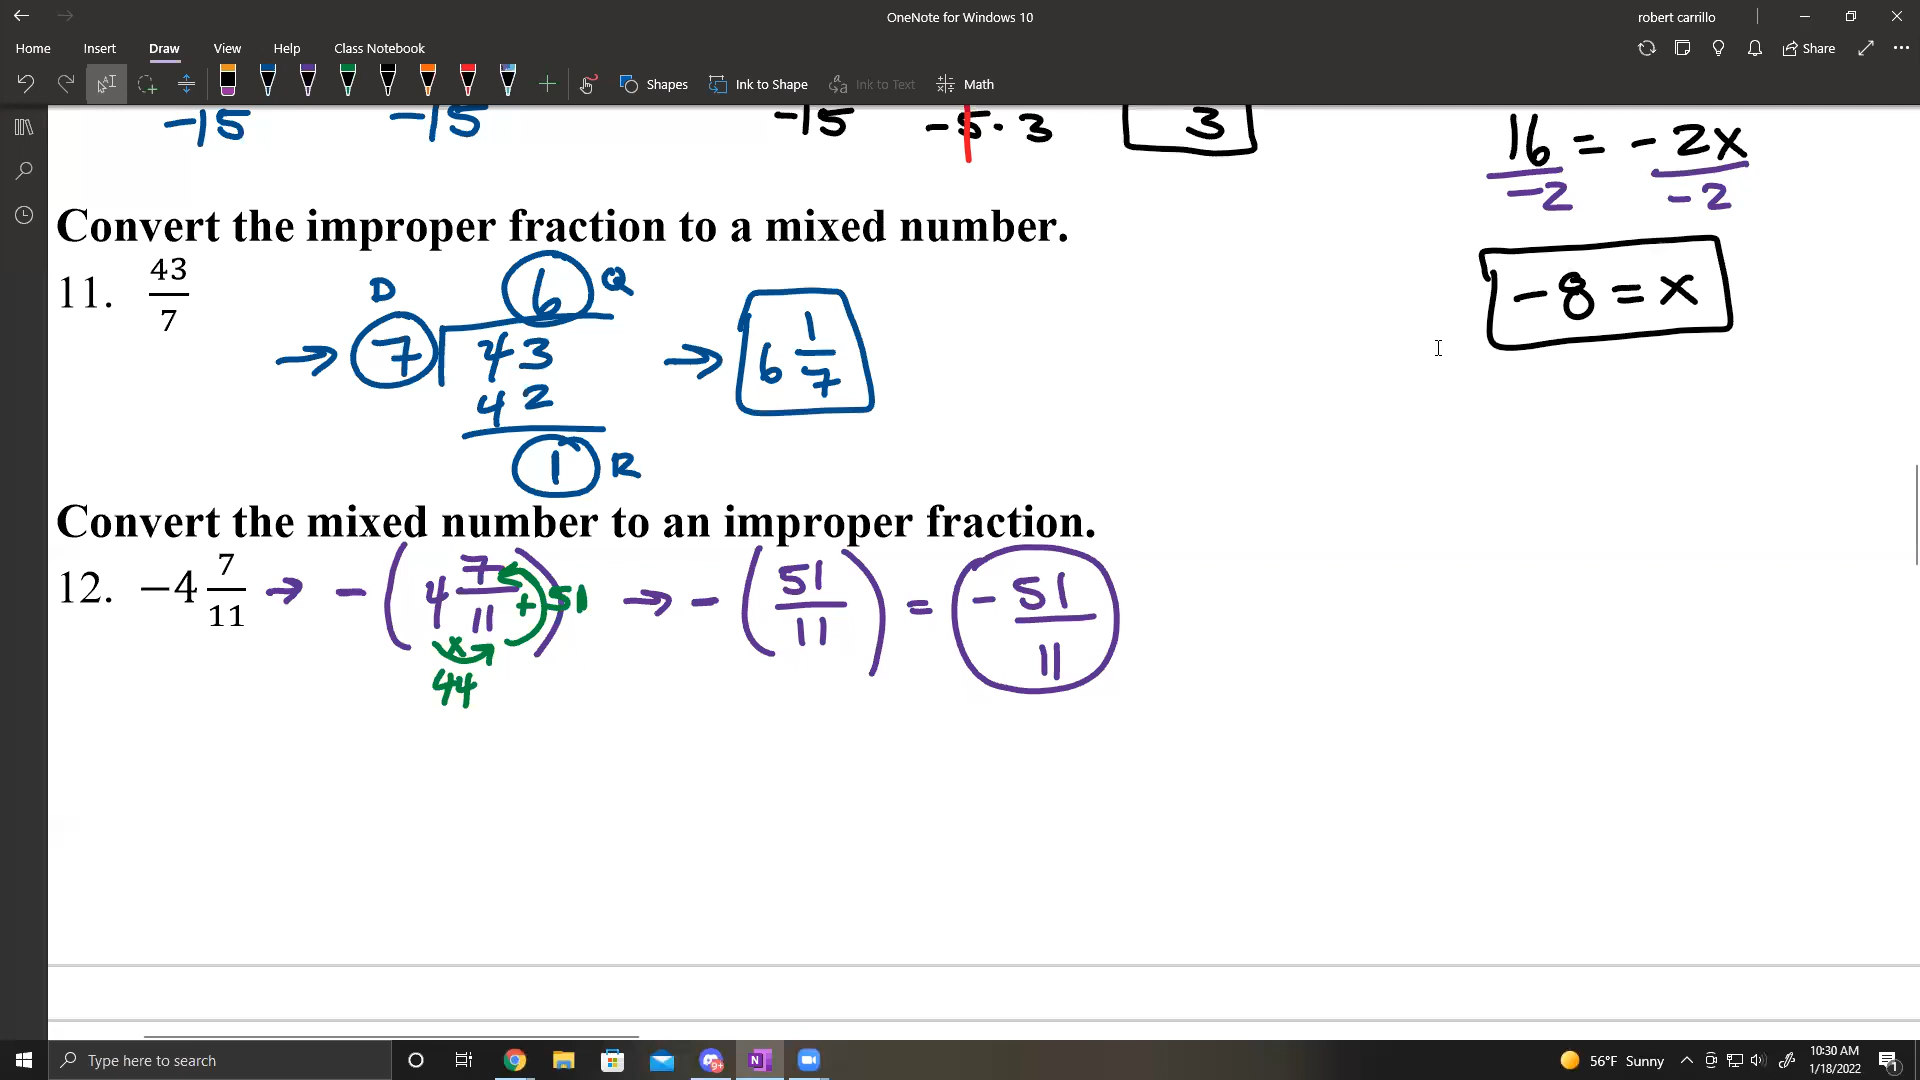 OneNote for Windows 10
robert carrillo
Home Insert Draw View Help Class Notebook
Share
Shapes Ink to Shape Ink to Text Math
-15 -15 -15 -5·3 3
16 = -2x
-2 -2
-8 = x
Convert the improper fraction to a mixed number.
11. 43/7
D 6 Q
→ 7 43 → 6 1/7
42
1 R
Convert the mixed number to an improper fraction.
12. -4 7/11 → -(4 7/11) + 51 → -(51/11) = -51/11
x
44
Type here to search
9+
N
56°F Sunny
10:30 AM
1/18/2022
1